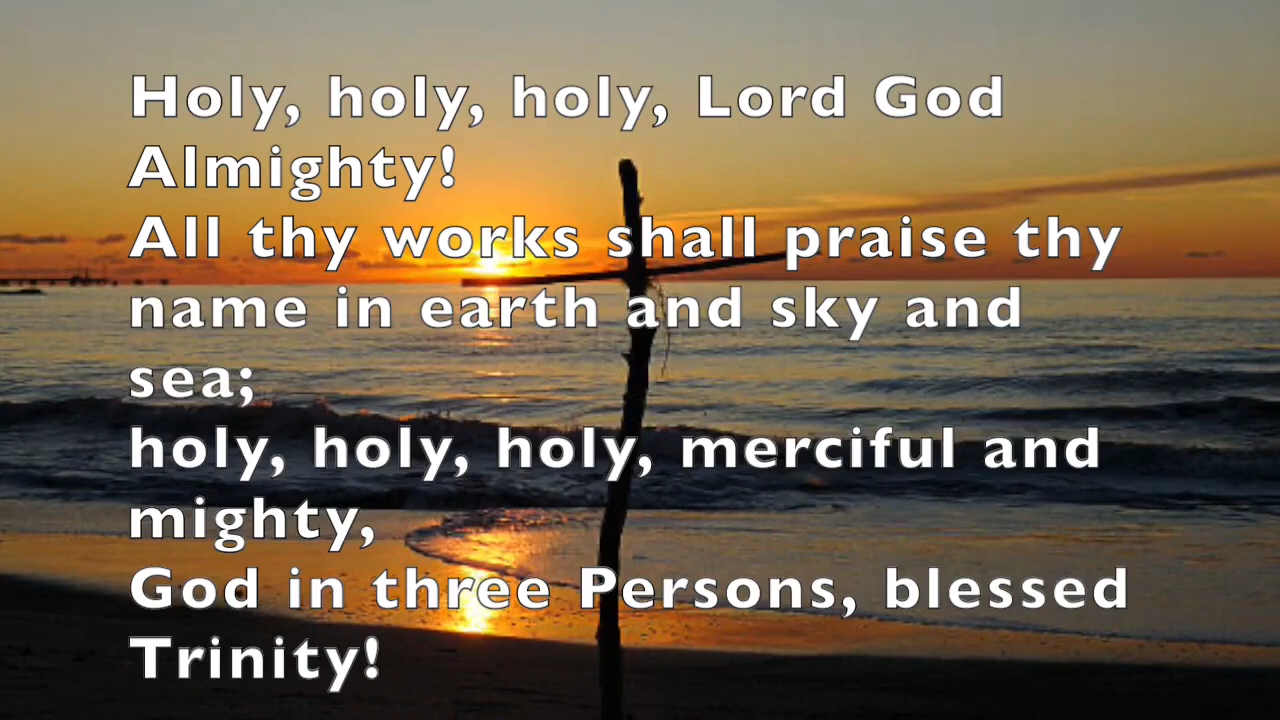 Holy, holy, holy, Lord God
Almighty!
All thy works shall praise thy
name in earth and sky and
sea;
holy, holy, holy, merciful and
mighty,
God in three Persons, blessed
Trinity!